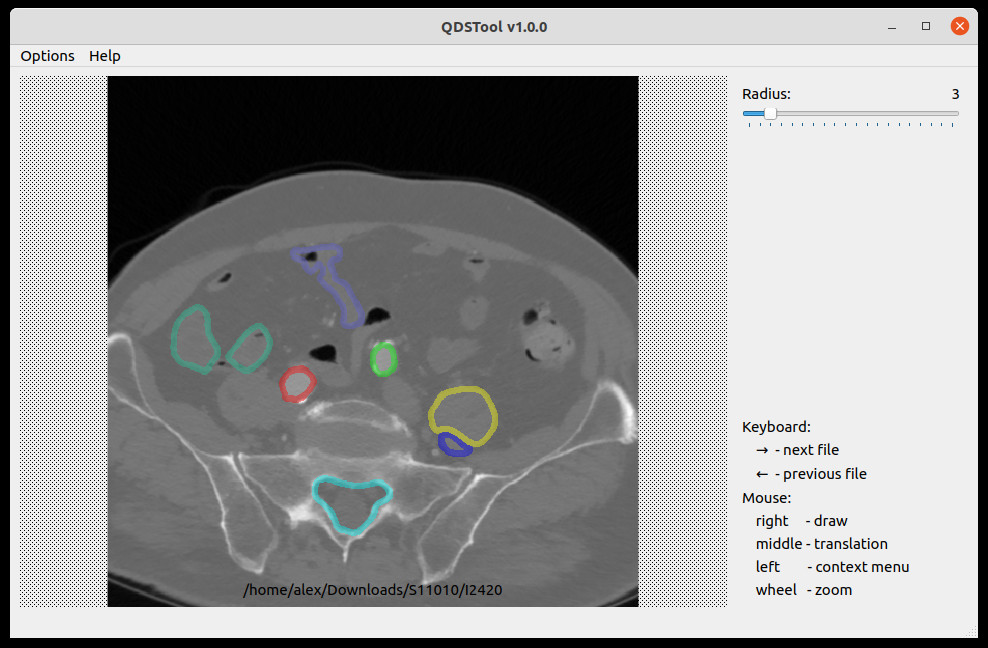 QDSTool v1.0.0
Options Help
Radius: 3
Keyboard:
→ - next file
← - previous file
Mouse:
right - draw
middle - translation
left - context menu
wheel - zoom
/home/alex/Downloads/S11010/I2420